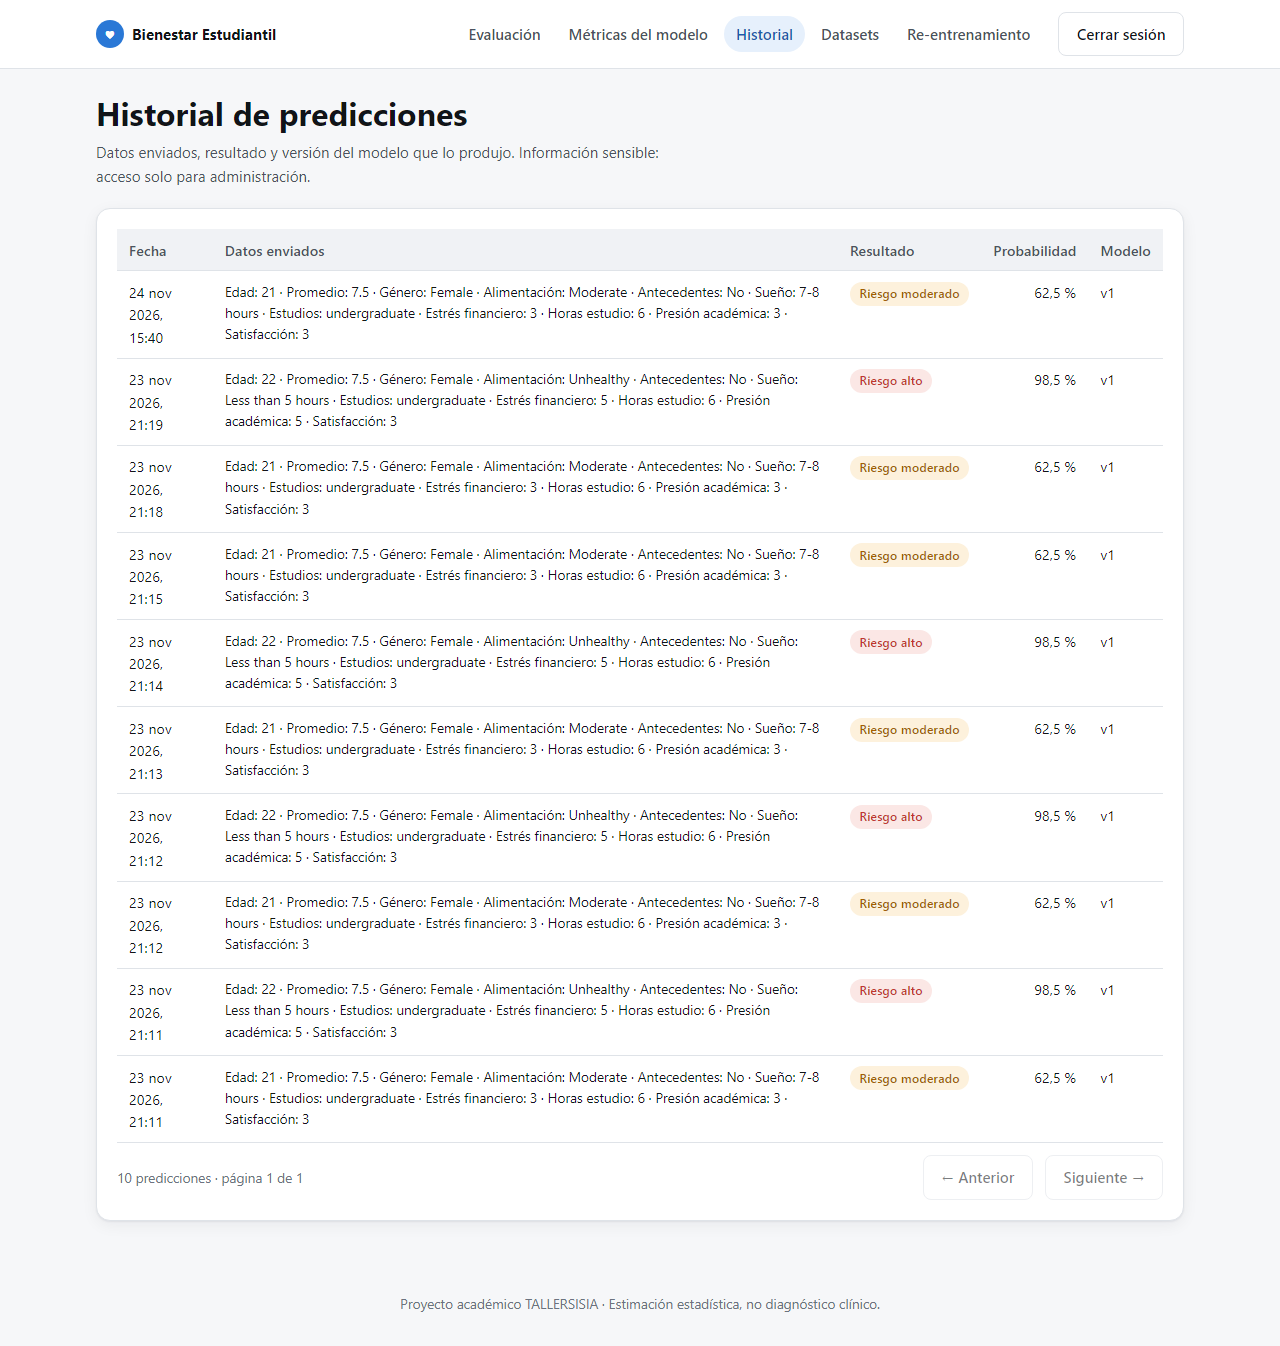 Bienestar Estudiantil
Evaluación
Métricas del modelo
Historial
Datasets
Re-entrenamiento
Cerrar sesión
Historial de predicciones
Datos enviados, resultado y versión del modelo que lo produjo. Información sensible:
acceso solo para administración.
Fecha Datos enviados Resultado Probabilidad Modelo
24 nov
2026,
15:40
Edad: 21 · Promedio: 7.5 · Género: Female · Alimentación: Moderate · Antecedentes: No · Sueño: 7-8
hours · Estudios: undergraduate · Estrés financiero: 3 · Horas estudio: 6 · Presión académica: 3 ·
Satisfacción: 3
Riesgo moderado
62,5 %
v1
23 nov
2026,
21:19
Edad: 22 · Promedio: 7.5 · Género: Female · Alimentación: Unhealthy · Antecedentes: No · Sueño:
Less than 5 hours · Estudios: undergraduate · Estrés financiero: 5 · Horas estudio: 6 · Presión
académica: 5 · Satisfacción: 3
Riesgo alto
98,5 %
v1
23 nov
2026,
21:18
Edad: 21 · Promedio: 7.5 · Género: Female · Alimentación: Moderate · Antecedentes: No · Sueño: 7-8
hours · Estudios: undergraduate · Estrés financiero: 3 · Horas estudio: 6 · Presión académica: 3 ·
Satisfacción: 3
Riesgo moderado
62,5 %
v1
23 nov
2026,
21:15
Edad: 21 · Promedio: 7.5 · Género: Female · Alimentación: Moderate · Antecedentes: No · Sueño: 7-8
hours · Estudios: undergraduate · Estrés financiero: 3 · Horas estudio: 6 · Presión académica: 3 ·
Satisfacción: 3
Riesgo moderado
62,5 %
v1
23 nov
2026,
21:14
Edad: 22 · Promedio: 7.5 · Género: Female · Alimentación: Unhealthy · Antecedentes: No · Sueño:
Less than 5 hours · Estudios: undergraduate · Estrés financiero: 5 · Horas estudio: 6 · Presión
académica: 5 · Satisfacción: 3
Riesgo alto
98,5 %
v1
23 nov
2026,
21:13
Edad: 21 · Promedio: 7.5 · Género: Female · Alimentación: Moderate · Antecedentes: No · Sueño: 7-8
hours · Estudios: undergraduate · Estrés financiero: 3 · Horas estudio: 6 · Presión académica: 3 ·
Satisfacción: 3
Riesgo moderado
62,5 %
v1
23 nov
2026,
21:12
Edad: 22 · Promedio: 7.5 · Género: Female · Alimentación: Unhealthy · Antecedentes: No · Sueño:
Less than 5 hours · Estudios: undergraduate · Estrés financiero: 5 · Horas estudio: 6 · Presión
académica: 5 · Satisfacción: 3
Riesgo alto
98,5 %
v1
23 nov
2026,
21:12
Edad: 21 · Promedio: 7.5 · Género: Female · Alimentación: Moderate · Antecedentes: No · Sueño: 7-8
hours · Estudios: undergraduate · Estrés financiero: 3 · Horas estudio: 6 · Presión académica: 3 ·
Satisfacción: 3
Riesgo moderado
62,5 %
v1
23 nov
2026,
21:11
Edad: 22 · Promedio: 7.5 · Género: Female · Alimentación: Unhealthy · Antecedentes: No · Sueño:
Less than 5 hours · Estudios: undergraduate · Estrés financiero: 5 · Horas estudio: 6 · Presión
académica: 5 · Satisfacción: 3
Riesgo alto
98,5 %
v1
23 nov
2026,
21:11
Edad: 21 · Promedio: 7.5 · Género: Female · Alimentación: Moderate · Antecedentes: No · Sueño: 7-8
hours · Estudios: undergraduate · Estrés financiero: 3 · Horas estudio: 6 · Presión académica: 3 ·
Satisfacción: 3
Riesgo moderado
62,5 %
v1
10 predicciones · página 1 de 1
← Anterior
Siguiente →
Proyecto académico TALLERSISIA · Estimación estadística, no diagnóstico clínico.